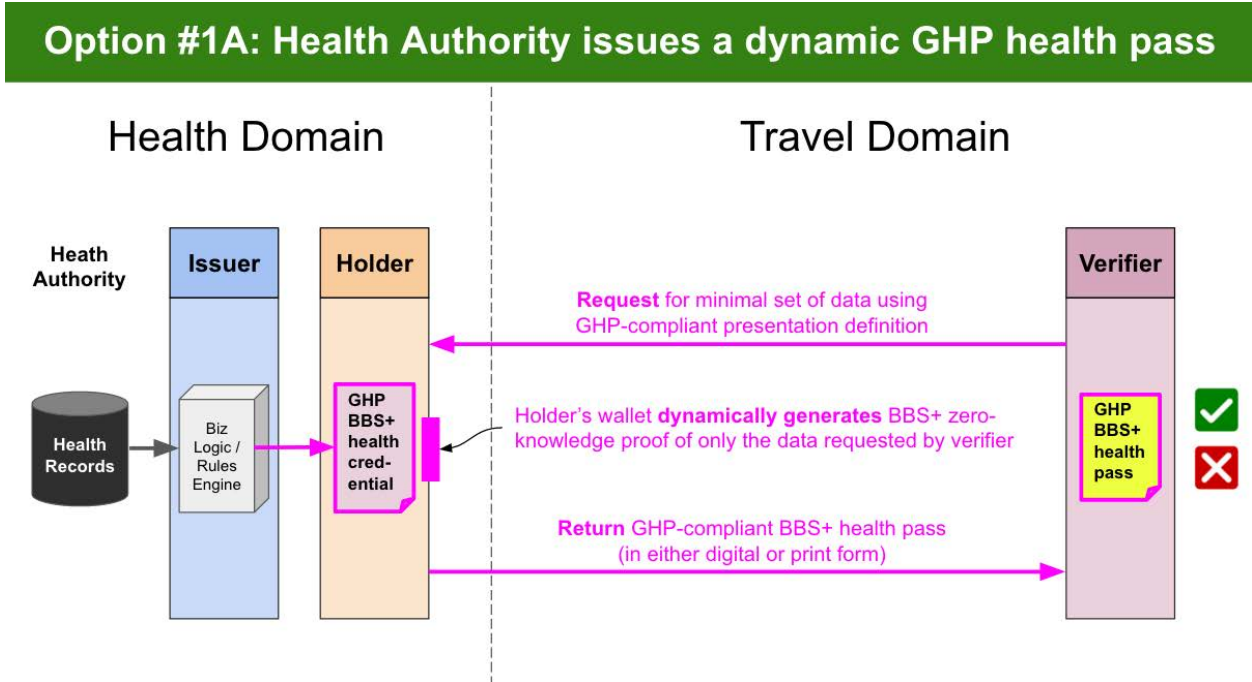 Option #1A: Health Authority issues a dynamic GHP health pass
Health Domain
Travel Domain
Heath
Authority
Issuer
Holder
Verifier
Request for minimal set of data using
GHP-compliant presentation definition
Health
Records
Biz
Logic /
Rules
Engine
GHP
BBS+
health
cred-
ential
Holder's wallet dynamically generates BBS+ zero-
knowledge proof of only the data requested by verifier
GHP
BBS+
health
pass
Return GHP-compliant BBS+ health pass
(in either digital or print form)